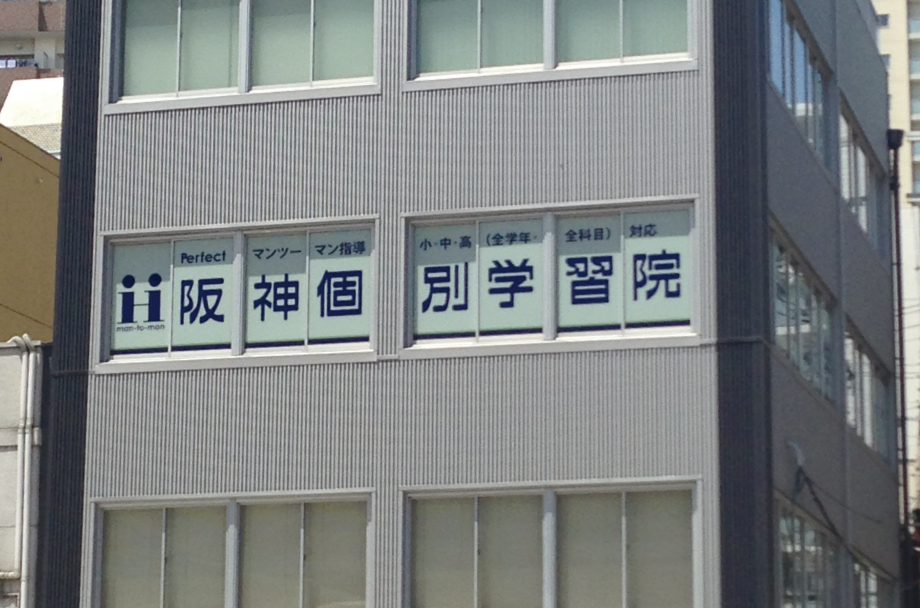 Perfect マンツーマン指導 小・中・高 (全学年・全科目) 対応
阪神個別学習院
man-to-man